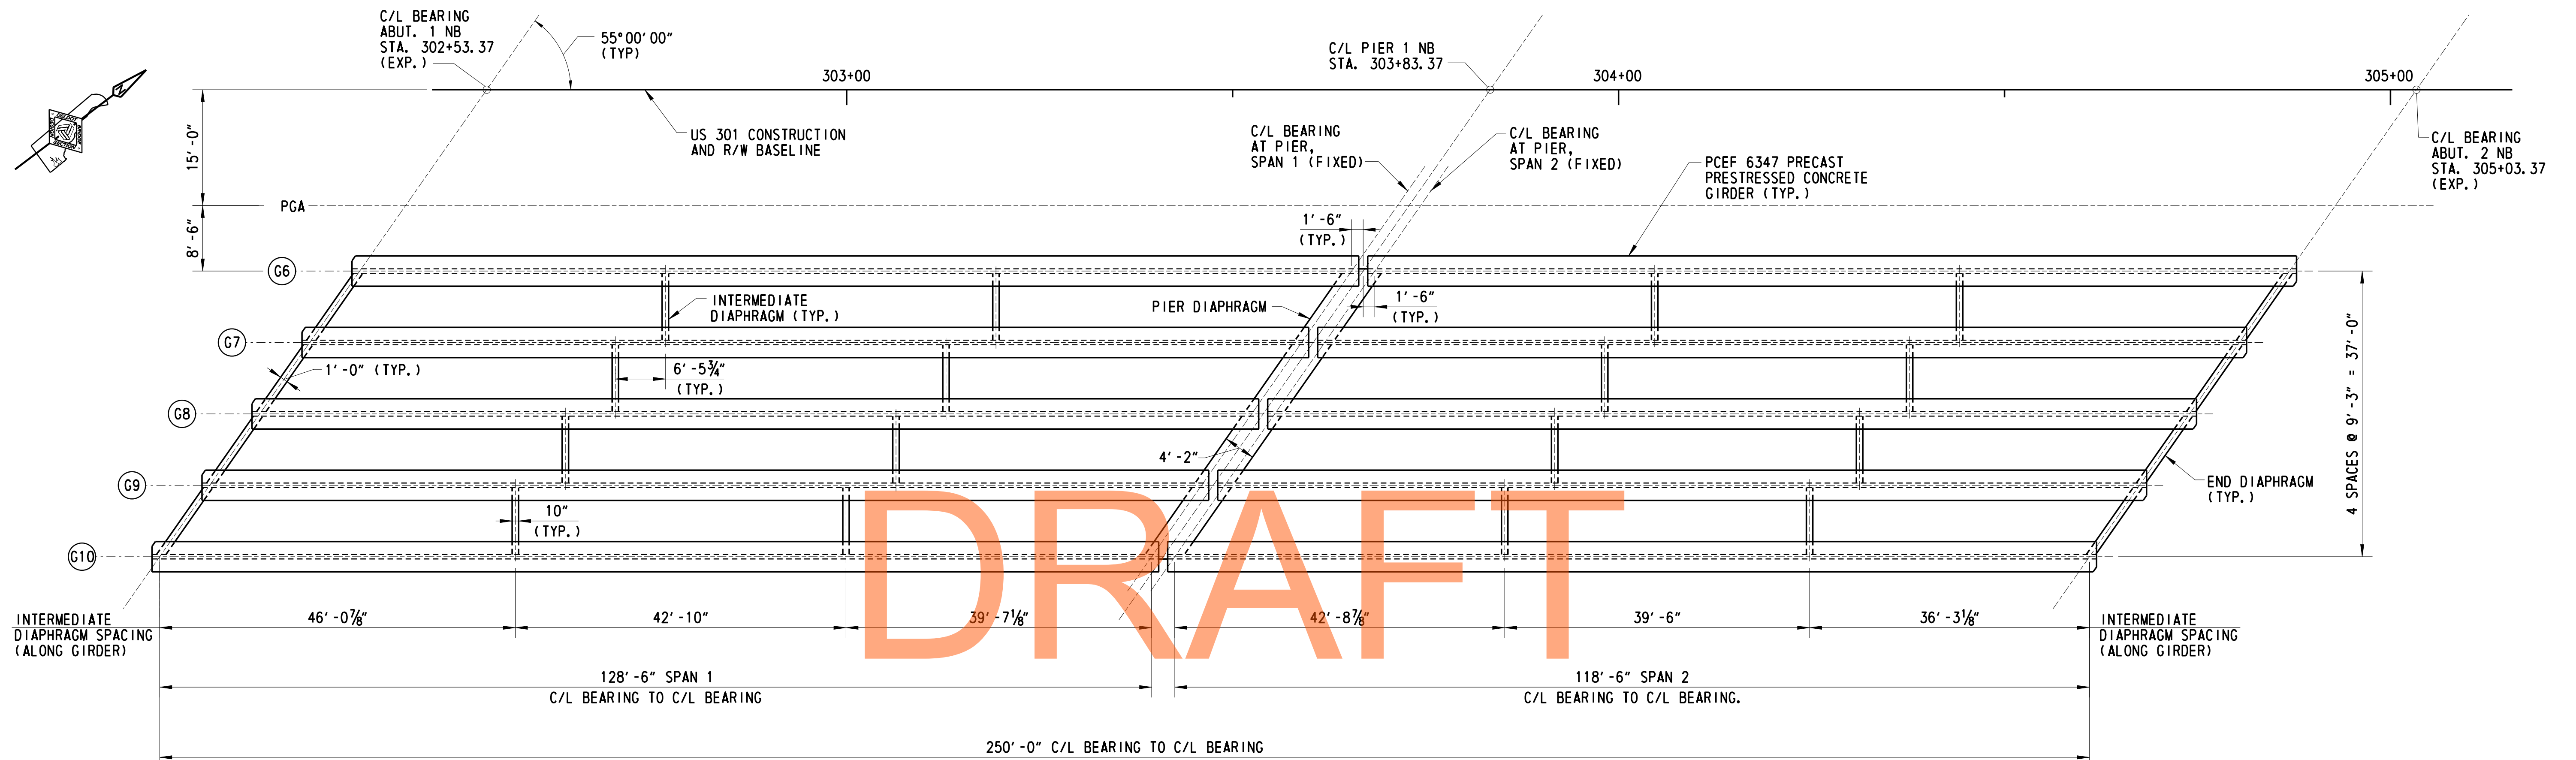 C/L BEARING
ABUT. 1 NB
STA. 302+53.37
(EXP.)
55°00'00"
(TYP)
C/L PIER 1 NB
STA. 303+83.37
303+00
304+00
305+00
US 301 CONSTRUCTION
AND R/W BASELINE
C/L BEARING
AT PIER,
SPAN 1 (FIXED)
C/L BEARING
AT PIER,
SPAN 2 (FIXED)
PCEF 6347 PRECAST
PRESTRESSED CONCRETE
GIRDER (TYP.)
C/L BEARING
ABUT. 2 NB
STA. 305+03.37
(EXP.)
15'-0"
PGA
8'-6"
1'-6"
(TYP.)
G6
INTERMEDIATE
DIAPHRAGM (TYP.)
PIER DIAPHRAGM
1'-6"
(TYP.)
G7
1'-0" (TYP.)
6'-5¾"
(TYP.)
4 SPACES @ 9'-3" = 37'-0"
G8
4'-2"
G9
END DIAPHRAGM
(TYP.)
10"
(TYP.)
G10
DRAFT
INTERMEDIATE
DIAPHRAGM SPACING
(ALONG GIRDER)
46'-0⅞"
42'-10"
39'-7⅛"
42'-8⅞"
39'-6"
36'-3⅛"
INTERMEDIATE
DIAPHRAGM SPACING
(ALONG GIRDER)
128'-6" SPAN 1
C/L BEARING TO C/L BEARING
118'-6" SPAN 2
C/L BEARING TO C/L BEARING.
250'-0" C/L BEARING TO C/L BEARING